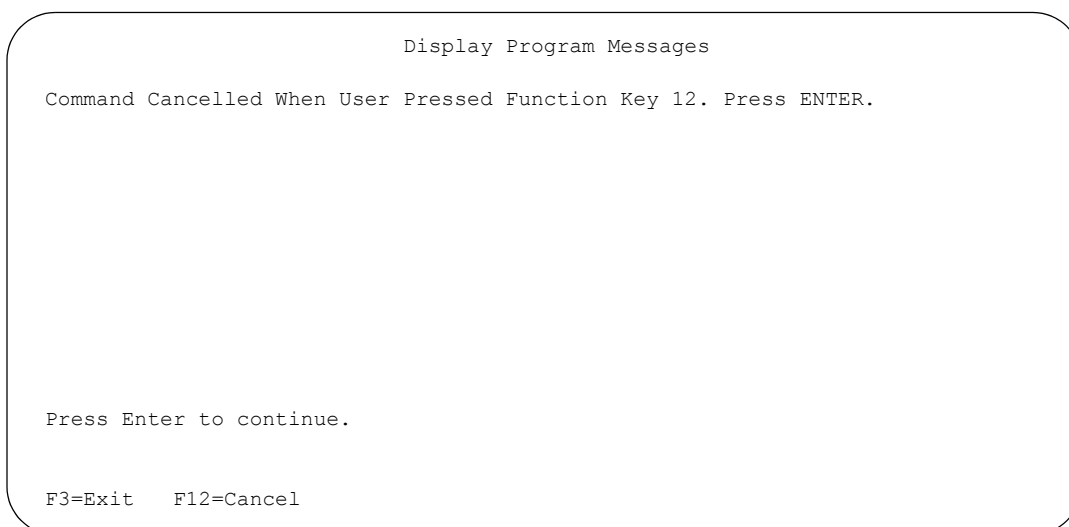 Display Program Messages
Command Cancelled When User Pressed Function Key 12. Press ENTER.
Press Enter to continue.
F3=Exit F12=Cancel